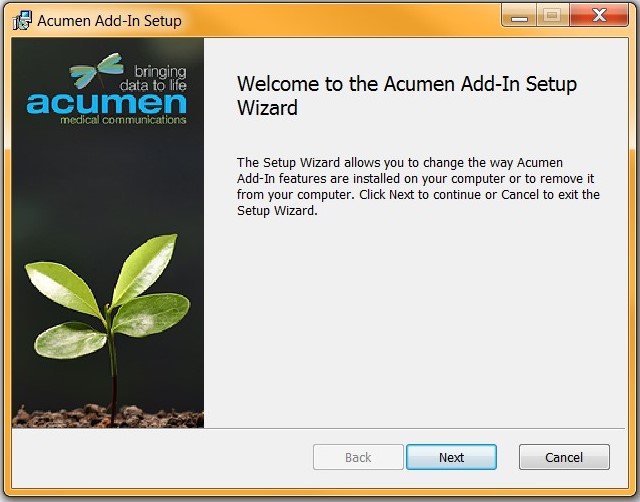 Acumen Add-In Setup
bringing
data to life
acumen
medical communications
Welcome to the Acumen Add-In Setup
Wizard
The Setup Wizard allows you to change the way Acumen
Add-In features are installed on your computer or to remove it
from your computer. Click Next to continue or Cancel to exit the
Setup Wizard.
Back
Next
Cancel